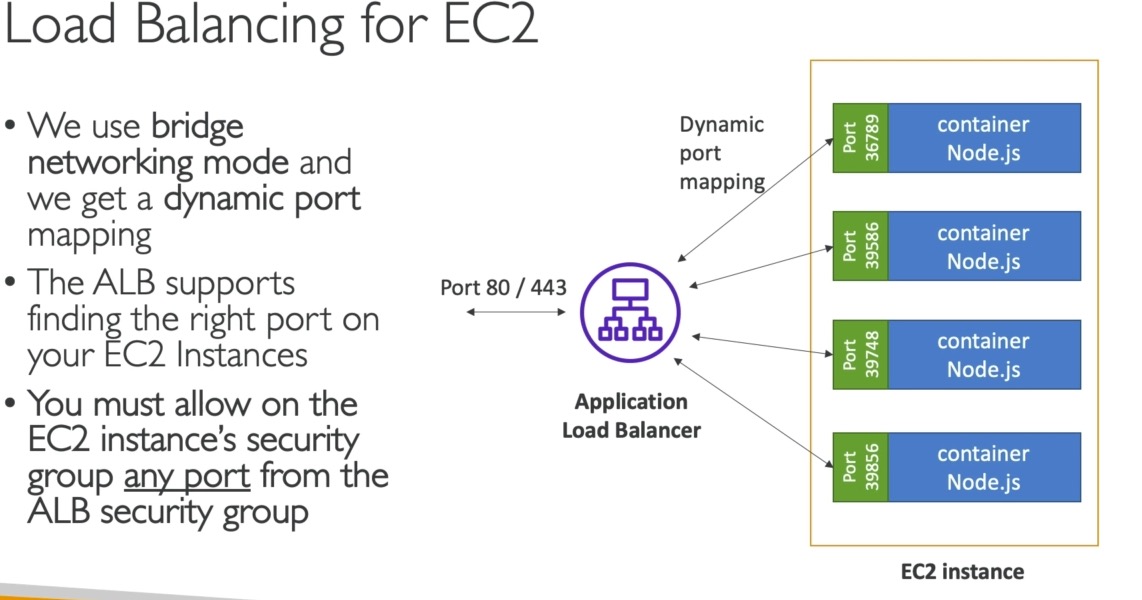 Load Balancing for EC2
• We use bridge
networking mode and
we get a dynamic port
mapping
• The ALB supports
finding the right port on
your EC2 Instances
• You must allow on the
EC2 instance's security
group any port from the
ALB security group
Port 80 / 443
Application
Load Balancer
Dynamic
port
mapping
Port
36789
container
Node.js
Port
39586
container
Node.js
Port
39748
container
Node.js
Port
39856
container
Node.js
EC2 instance